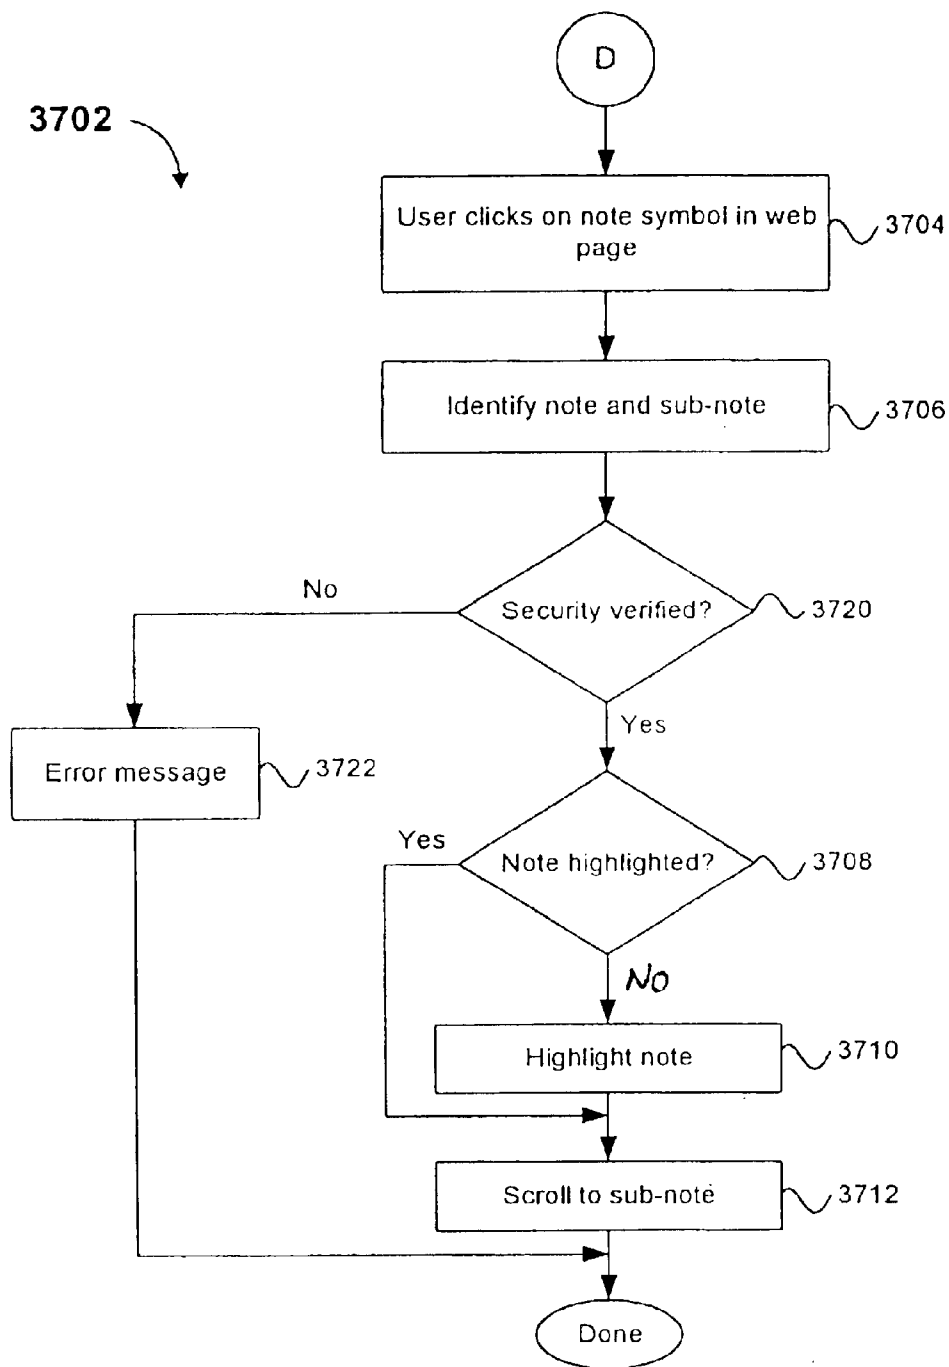 D
3702
User clicks on note symbol in web
page
3704
Identify note and sub-note
3706
No
Security verified?
3720
Yes
Error message
3722
Yes
Note highlighted?
3708
NO
Highlight note
3710
Scroll to sub-note
3712
Done